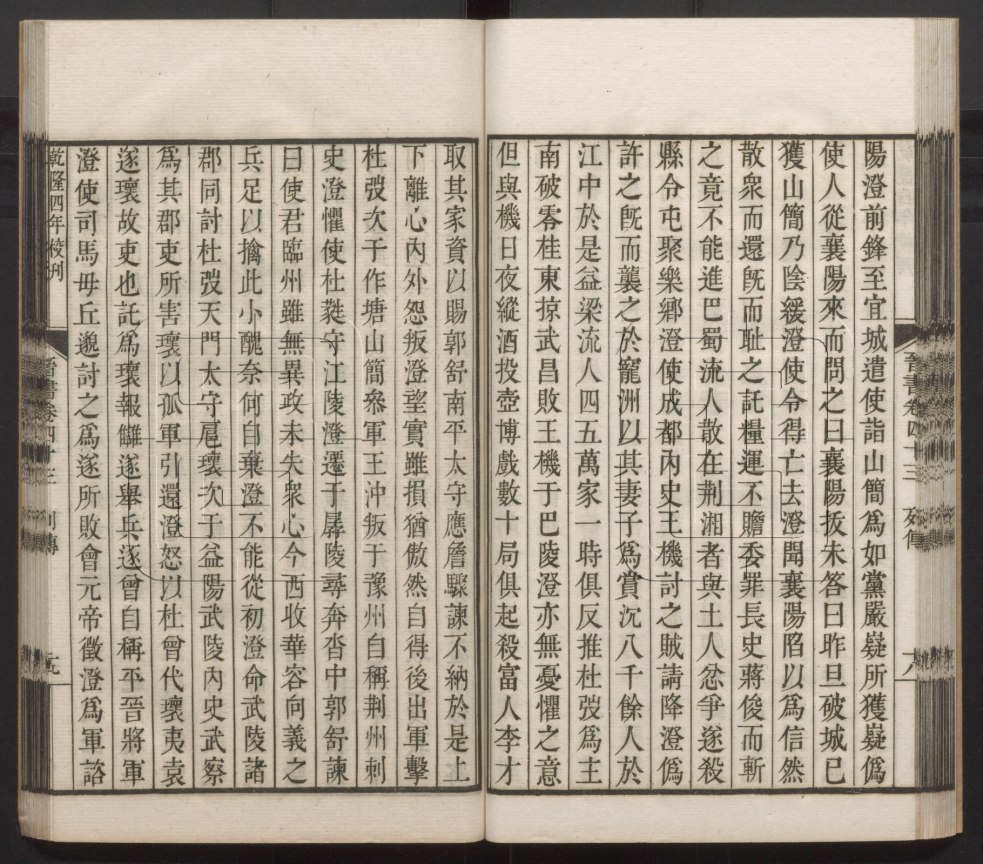 陽澄前鋒至宜城遣使詣山簡爲如黨嚴嶷所獲嶷僞
使人從襄陽來而問之曰襄陽拔未答曰昨旦破城已
獲山簡乃陰緩澄使令得亡去澄聞襄陽陷以爲信然
散衆而還旣而耻之託糧運不贍委罪長史蔣俊而斬
之竟不能進巴蜀流人散在荆湘者與土人忿爭遂殺
縣令屯聚樂鄉澄使成都內史王機討之賊請降澄僞
許之旣而襲之於寵洲以其妻子爲賞沉八千餘人於
江中於是益梁流人四五萬家一時俱反推杜弢爲主
南破零桂東掠武昌敗王機于巴陵澄亦無憂懼之意
但與機日夜縱酒投壺博戲數十局俱起殺富人李才
取其家資以賜郭舒南平太守應詹驟諫不納於是上
下離心內外怨叛澄望實雖損猶傲然自得後出軍擊
杜弢次于作塘山簡叅軍王沖叛于豫州自稱荆州刺
史澄懼使杜蕤守江陵澄遷于孱陵尋奔沓中郭舒諫
曰使君臨州雖無異政未失衆心今西收華容向義之
兵足以擒此小醜奈何自棄澄不能從初澄命武陵諸
郡同討杜弢天門太守扈瓌次于益陽武陵內史武察
爲其郡吏所害瓌以孤軍引還澄怒以杜曾代瓌夷袁
遂瓌故吏也託爲瓌報讎遂舉兵逐曾自稱平晉將軍
澄使司馬毋丘邈討之爲遂所敗會元帝徵澄爲軍諮
乾隆四年校刋
晉書卷四十三 列傳